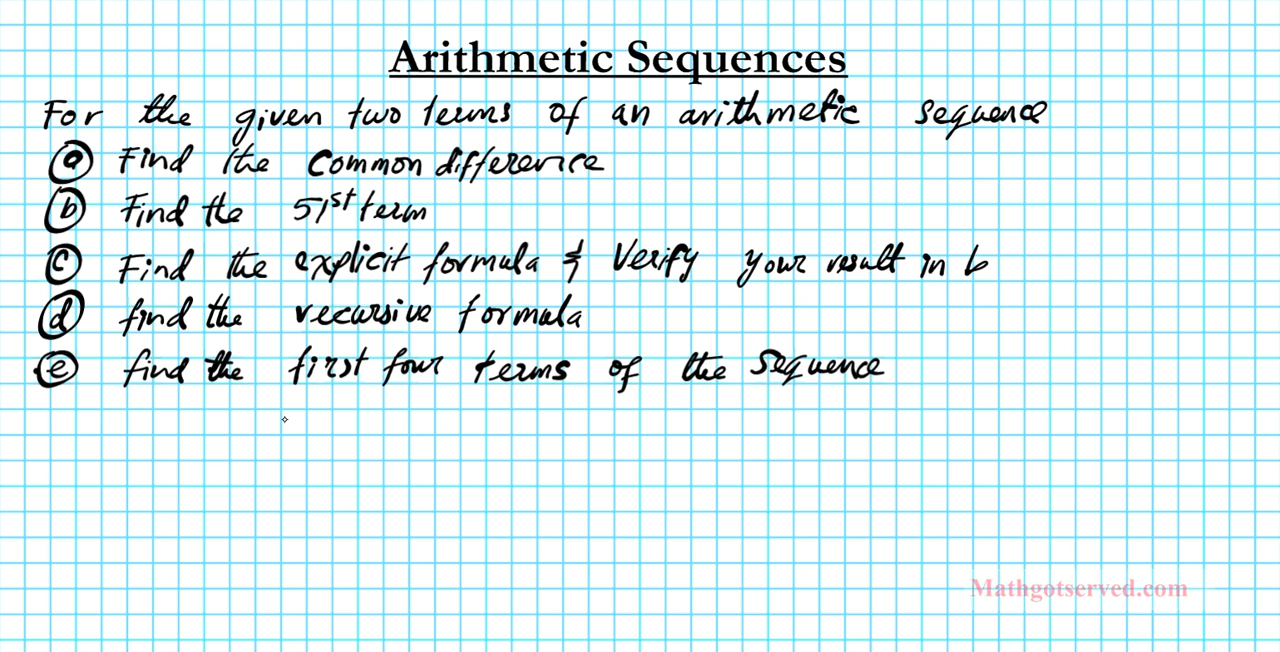 Arithmetic Sequences
For the given two terms of an arithmetic sequence
(a) Find the common difference
(b) Find the 51st term
(c) Find the explicit formula & Verify your result in b
(d) find the recursive formula
(e) find the first four terms of the sequence
Mathgotserved.com